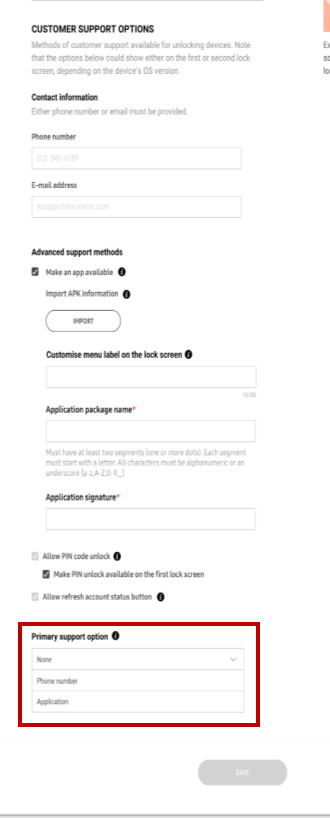 CUSTOMER SUPPORT OPTIONS
Methods of customer support available for unlocking devices. Note
that the options below could show either on the first or second lock
screen, depending on the device's OS version.
Contact information
Either phone number or email must be provided.
Phone number
012-345-6789
E-mail address
itsupport@acmeinc.com
Advanced support methods
Make an app available
Import APK information
IMPORT
Customise menu label on the lock screen
Application package name*
Must have at least two segments (one or more dots). Each segment
must start with a letter. All characters must be alphanumeric or an
underscore [a-z,A-Z,0-9,_]
Application signature*
Allow PIN code unlock
Make PIN unlock available on the first lock screen
Allow refresh account status button
Primary support option
None
Phone number
Application
SAVE